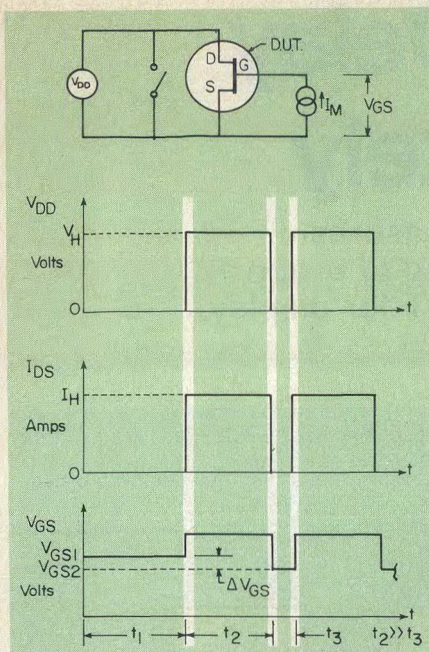 D.U.T.
D
G
S
VDD
IM
VGS
VDD
VH
Volts
O
t
IDS
IH
Amps
O
t
VGS
VGS1
VGS2
Volts
ΔVGS
t
t1
t2
t3
t2>>t3